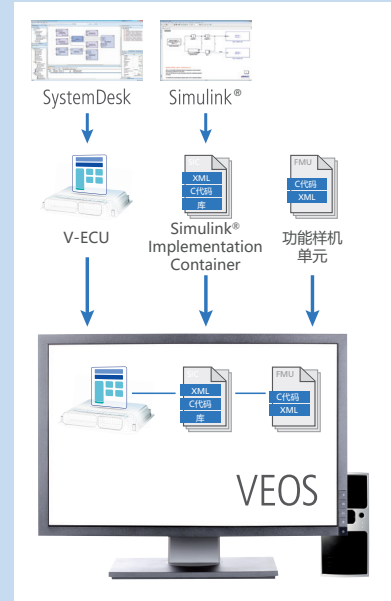 SystemDesk
Simulink®
XML
C代码
库
FMU
C代码
XML
V-ECU
Simulink®
Implementation
Container
功能样机
单元
XML
C代码
库
FMU
C代码
XML
VEOS